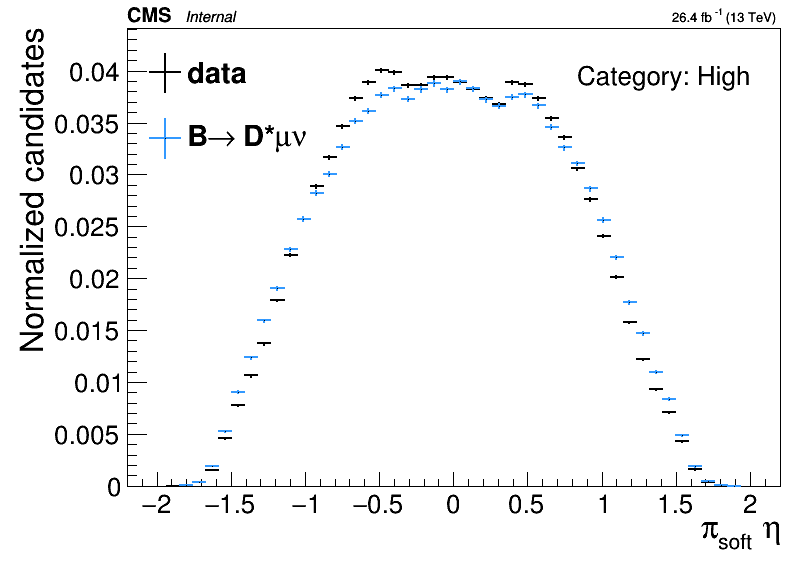 CMS Internal 26.4 fb⁻¹ (13 TeV)
Normalized candidates
data
B→ D*μν
Category: High
0.04
0.035
0.03
0.025
0.02
0.015
0.01
0.005
0
−2 −1.5 −1 −0.5 0 0.5 1 1.5 2
π_soft η